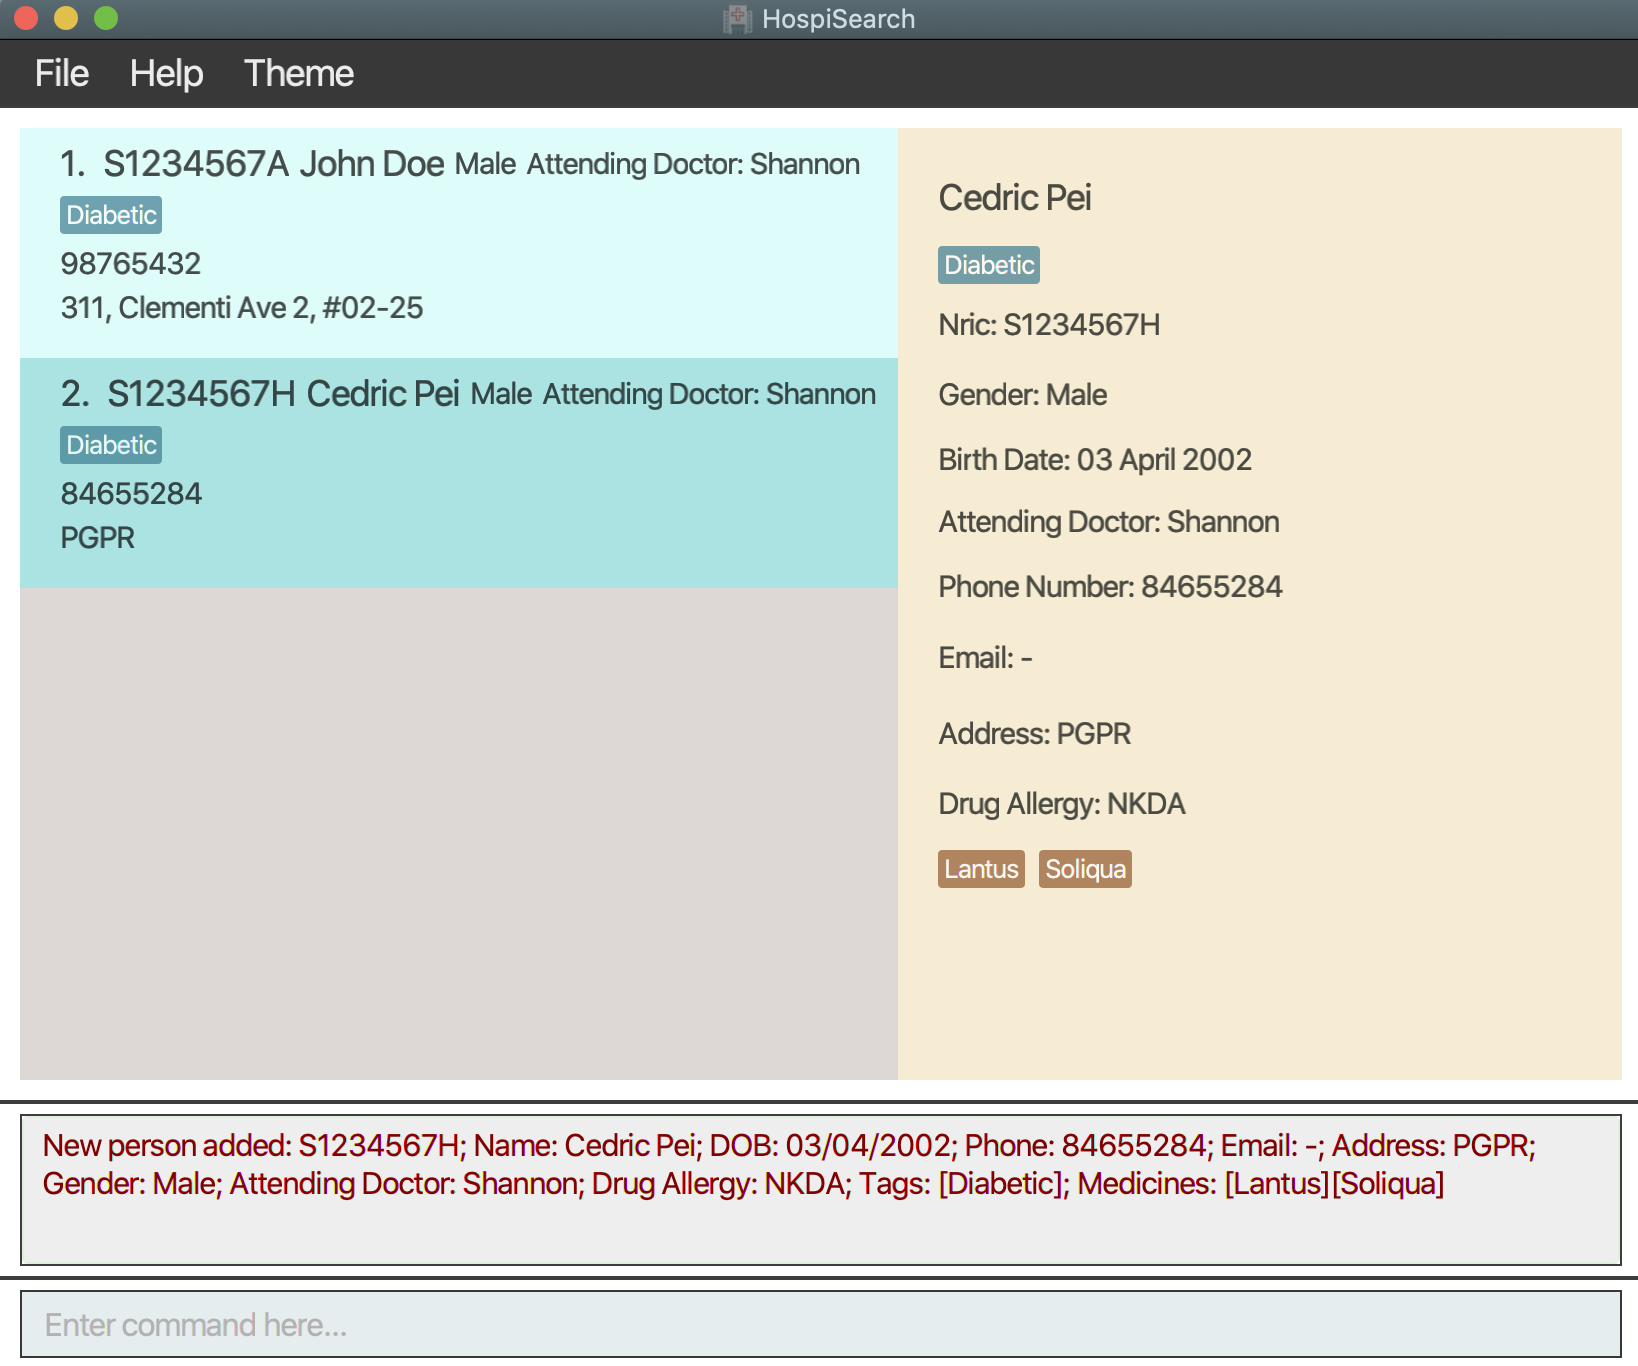 HospiSearch
File Help Theme
1. S1234567A John Doe Male Attending Doctor: Shannon
Diabetic
98765432
311, Clementi Ave 2, #02-25
2. S1234567H Cedric Pei Male Attending Doctor: Shannon
Diabetic
84655284
PGPR
Cedric Pei
Diabetic
Nric: S1234567H
Gender: Male
Birth Date: 03 April 2002
Attending Doctor: Shannon
Phone Number: 84655284
Email: -
Address: PGPR
Drug Allergy: NKDA
Lantus Soliqua
New person added: S1234567H; Name: Cedric Pei; DOB: 03/04/2002; Phone: 84655284; Email: -; Address: PGPR;
Gender: Male; Attending Doctor: Shannon; Drug Allergy: NKDA; Tags: [Diabetic]; Medicines: [Lantus][Soliqua]
Enter command here...